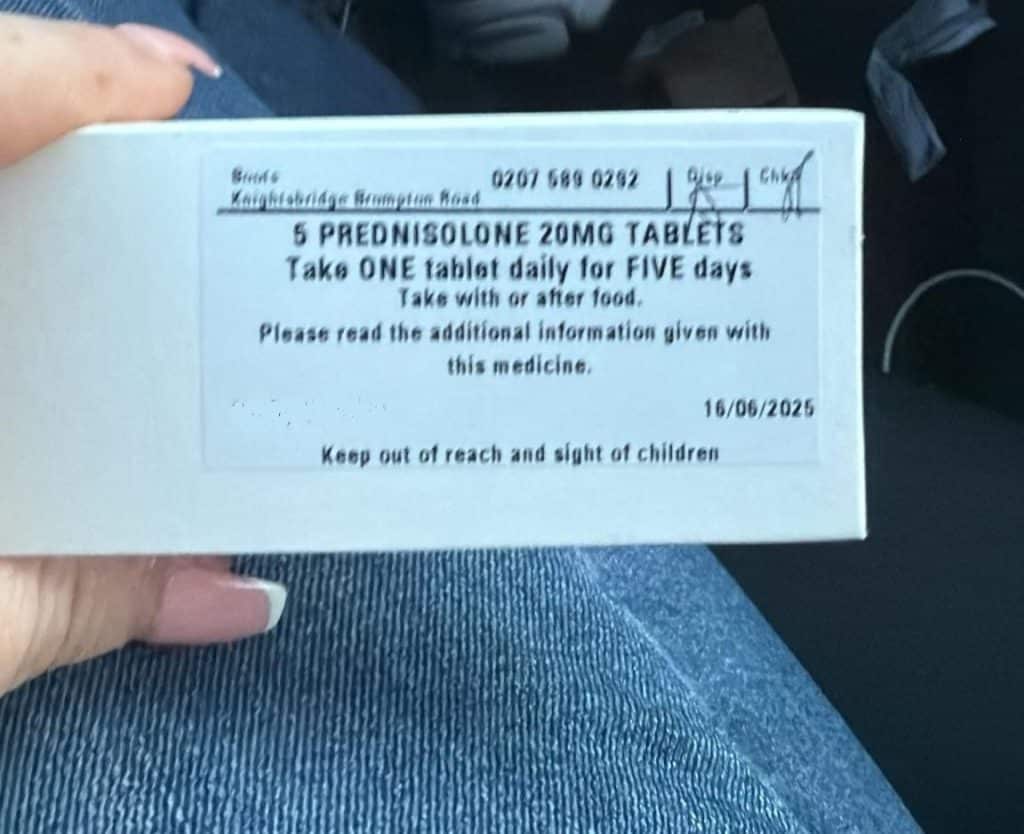 Boots 0207 589 0292 Disp Chkd
Knightsbridge Brompton Road
5 PREDNISOLONE 20MG TABLETS
Take ONE tablet daily for FIVE days
Take with or after food.
Please read the additional information given with
this medicine.
16/06/2025
Keep out of reach and sight of children